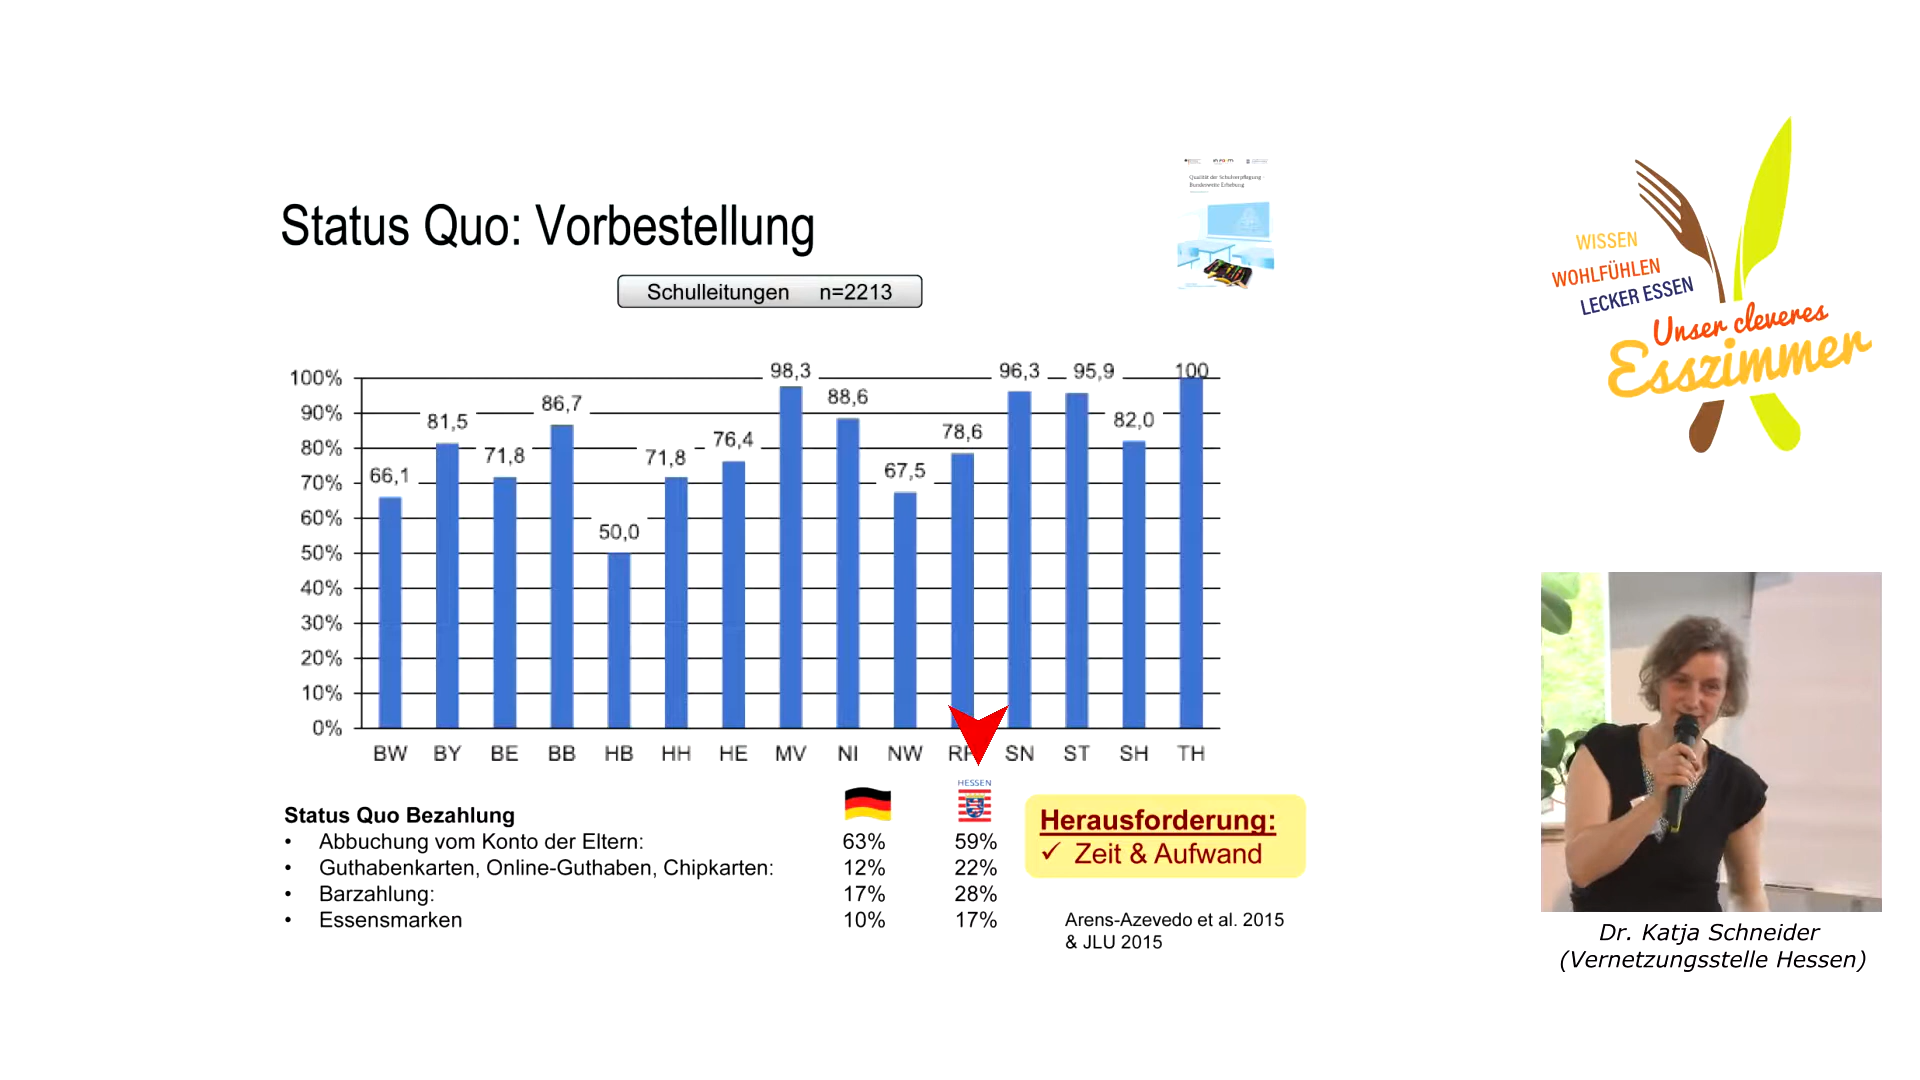 Qualität der Schulverpflegung -
Bundesweite Erhebung
Status Quo: Vorbestellung
Schulleitungen n=2213
100%
90%
80%
70%
60%
50%
40%
30%
20%
10%
0%
66,1
81,5
71,8
86,7
50,0
71,8
76,4
98,3
88,6
67,5
78,6
96,3
95,9
82,0
100
BW BY BE BB HB HH HE MV NI NW SN ST SH TH
HESSEN
Status Quo Bezahlung
• Abbuchung vom Konto der Eltern: 63% 59%
• Guthabenkarten, Online-Guthaben, Chipkarten: 12% 22%
• Barzahlung: 17% 28%
• Essensmarken 10% 17%
Herausforderung:
✓ Zeit & Aufwand
Arens-Azevedo et al. 2015
& JLU 2015
WISSEN
WOHLFÜHLEN
LECKER ESSEN
Unser cleveres
Esszimmer
Dr. Katja Schneider
(Vernetzungsstelle Hessen)